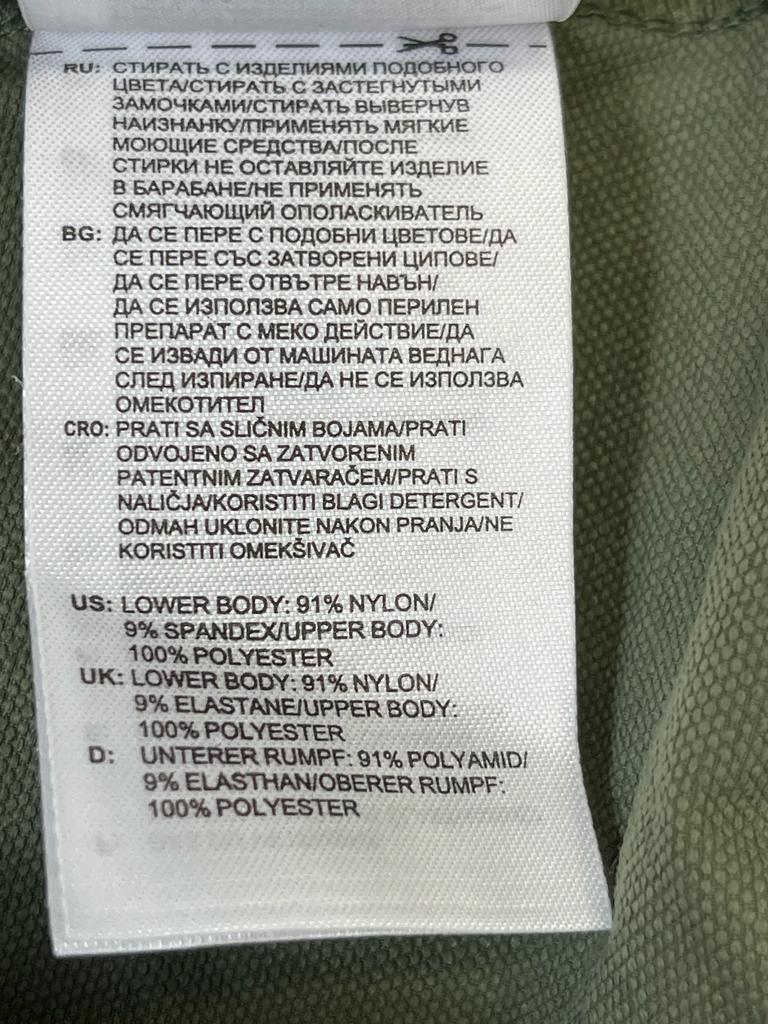 RU: СТИРАТЬ С ИЗДЕЛИЯМИ ПОДОБНОГО
ЦВЕТА/СТИРАТЬ С ЗАСТЕГНУТЫМИ
ЗАМОЧКАМИ/СТИРАТЬ ВЫВЕРНУВ
НАИЗНАНКУ/ПРИМЕНЯТЬ МЯГКИЕ
МОЮЩИЕ СРЕДСТВА/ПОСЛЕ
СТИРКИ НЕ ОСТАВЛЯЙТЕ ИЗДЕЛИЕ
В БАРАБАНЕ/НЕ ПРИМЕНЯТЬ
СМЯГЧАЮЩИЙ ОПОЛАСКИВАТЕЛЬ
BG: ДА СЕ ПЕРЕ С ПОДОБНИ ЦВЕТОВЕ/ДА
СЕ ПЕРЕ СЪС ЗАТВОРЕНИ ЦИПОВЕ/
ДА СЕ ПЕРЕ ОТВЪТРЕ НАВЪН/
ДА СЕ ИЗПОЛЗВА САМО ПЕРИЛЕН
ПРЕПАРАТ С МЕКО ДЕЙСТВИЕ/ДА
СЕ ИЗВАДИ ОТ МАШИНАТА ВЕДНАГА
СЛЕД ИЗПИРАНЕ/ДА НЕ СЕ ИЗПОЛЗВА
ОМЕКОТИТЕЛ
CRO: PRATI SA SLIČNIM BOJAMA/PRATI
ODVOJENO SA ZATVORENIM
PATENTNIM ZATVARAČEM/PRATI S
NALIČJA/KORISTITI BLAGI DETERGENT/
ODMAH UKLONITE NAKON PRANJA/NE
KORISTITI OMEKŠIVAČ
US: LOWER BODY: 91% NYLON/
9% SPANDEX/UPPER BODY:
100% POLYESTER
UK: LOWER BODY: 91% NYLON/
9% ELASTANE/UPPER BODY:
100% POLYESTER
D: UNTERER RUMPF: 91% POLYAMID/
9% ELASTHAN/OBERER RUMPF:
100% POLYESTER